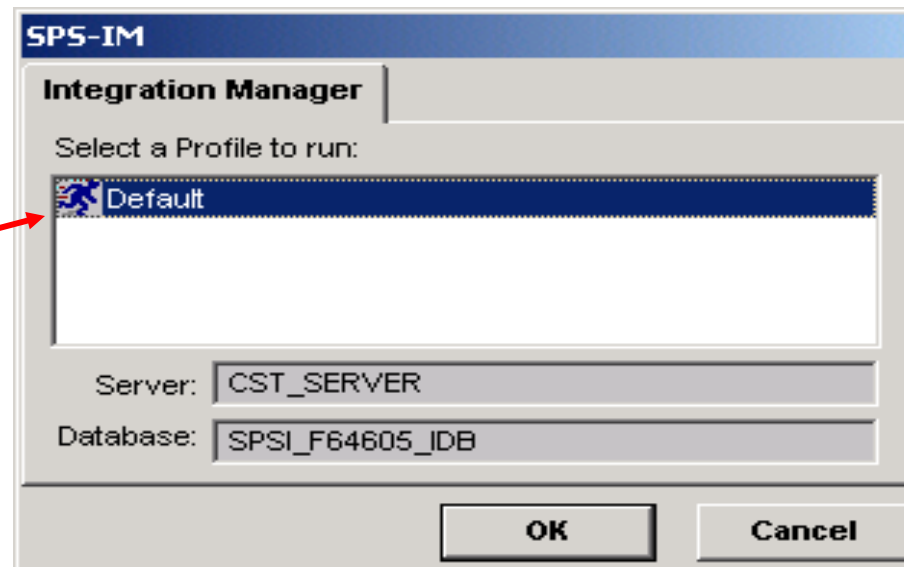 SPS-IM
Integration Manager
Select a Profile to run:
Default
Server: CST_SERVER
Database: SPSI_F64605_IDB
OK Cancel